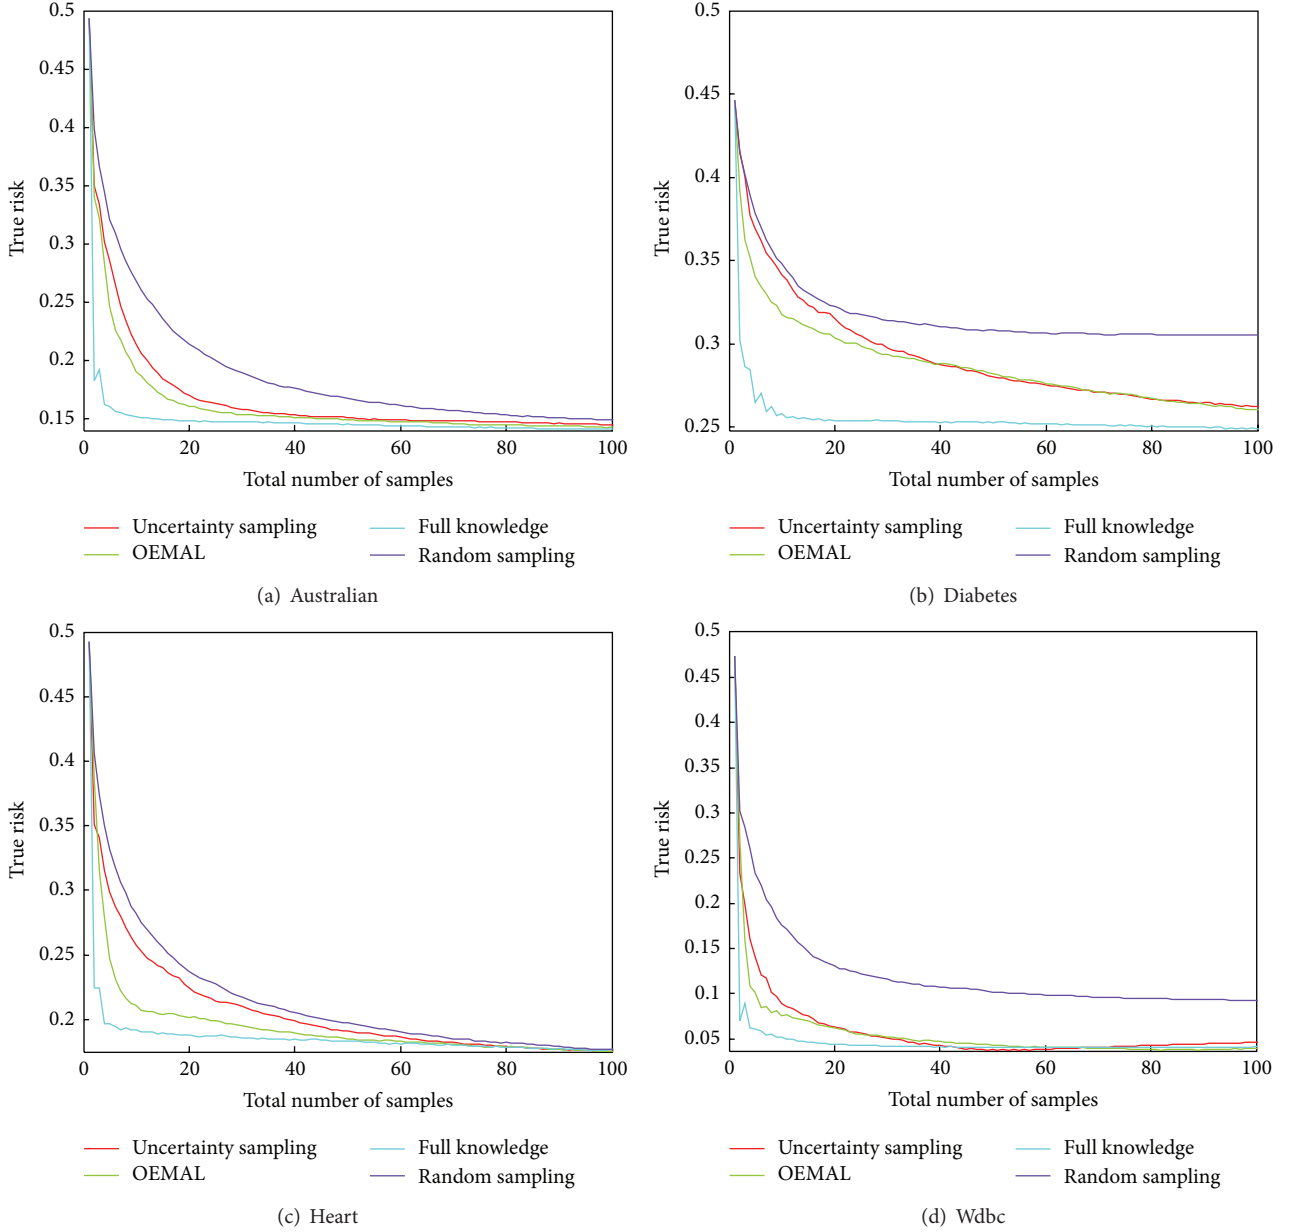 0.5
0.45
0.4
0.35
0.3
0.25
0.2
0.15
True risk
0 20 40 60 80 100
Total number of samples
Uncertainty sampling
OEMAL
Full knowledge
Random sampling
(a) Australian
0.5
0.45
0.4
0.35
0.3
0.25
True risk
0 20 40 60 80 100
Total number of samples
Uncertainty sampling
OEMAL
Full knowledge
Random sampling
(b) Diabetes
0.5
0.45
0.4
0.35
0.3
0.25
0.2
True risk
0 20 40 60 80 100
Total number of samples
Uncertainty sampling
OEMAL
Full knowledge
Random sampling
(c) Heart
0.5
0.45
0.4
0.35
0.3
0.25
0.2
0.15
0.1
0.05
True risk
0 20 40 60 80 100
Total number of samples
Uncertainty sampling
OEMAL
Full knowledge
Random sampling
(d) Wdbc